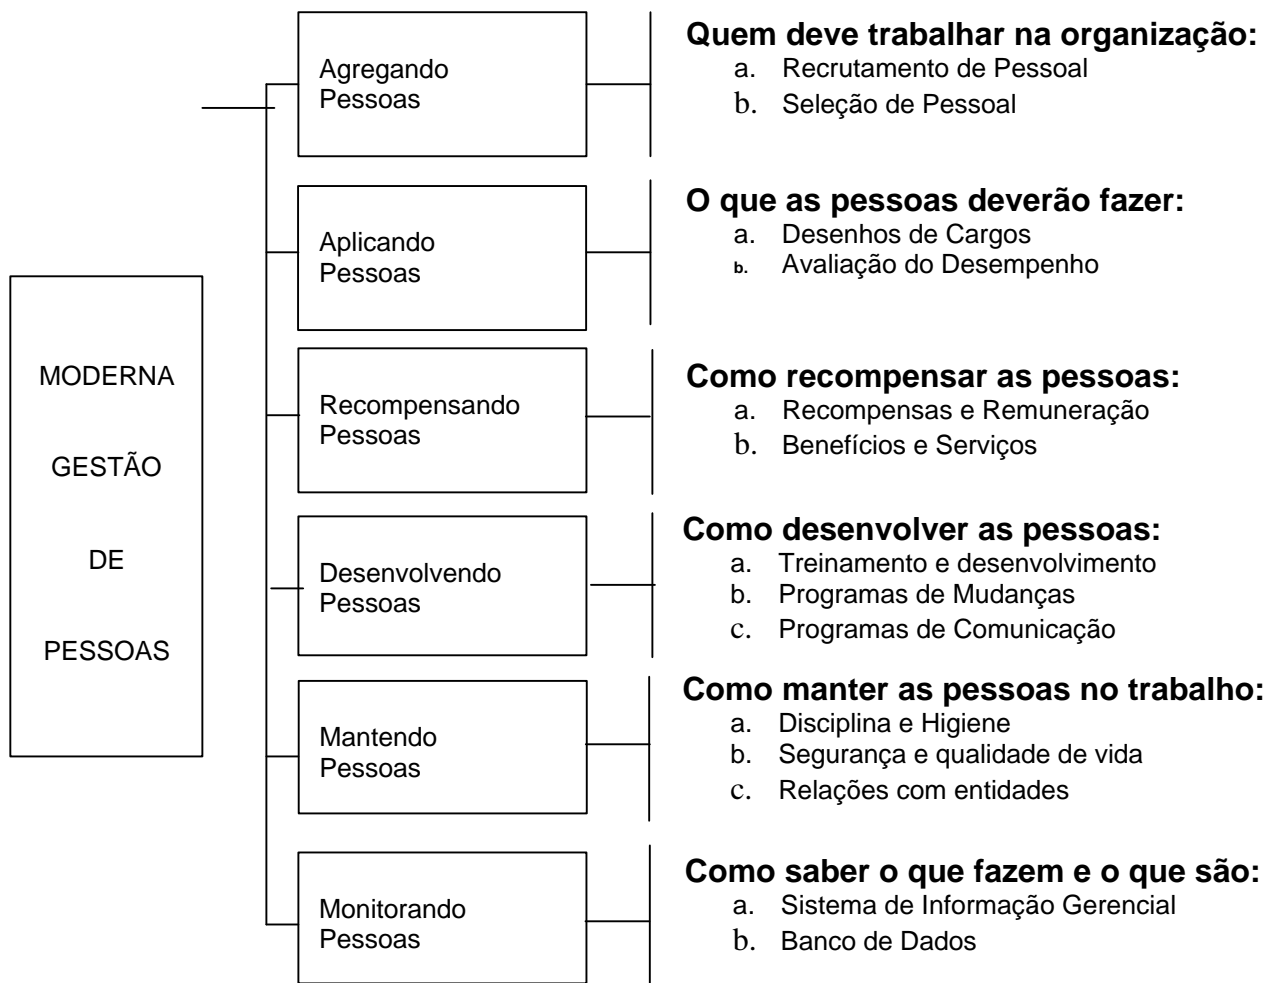 MODERNA
GESTÃO
DE
PESSOAS
Agregando
Pessoas
Quem deve trabalhar na organização:
a. Recrutamento de Pessoal
b. Seleção de Pessoal
Aplicando
Pessoas
O que as pessoas deverão fazer:
a. Desenhos de Cargos
b. Avaliação do Desempenho
Recompensando
Pessoas
Como recompensar as pessoas:
a. Recompensas e Remuneração
b. Benefícios e Serviços
Desenvolvendo
Pessoas
Como desenvolver as pessoas:
a. Treinamento e desenvolvimento
b. Programas de Mudanças
c. Programas de Comunicação
Mantendo
Pessoas
Como manter as pessoas no trabalho:
a. Disciplina e Higiene
b. Segurança e qualidade de vida
c. Relações com entidades
Monitorando
Pessoas
Como saber o que fazem e o que são:
a. Sistema de Informação Gerencial
b. Banco de Dados